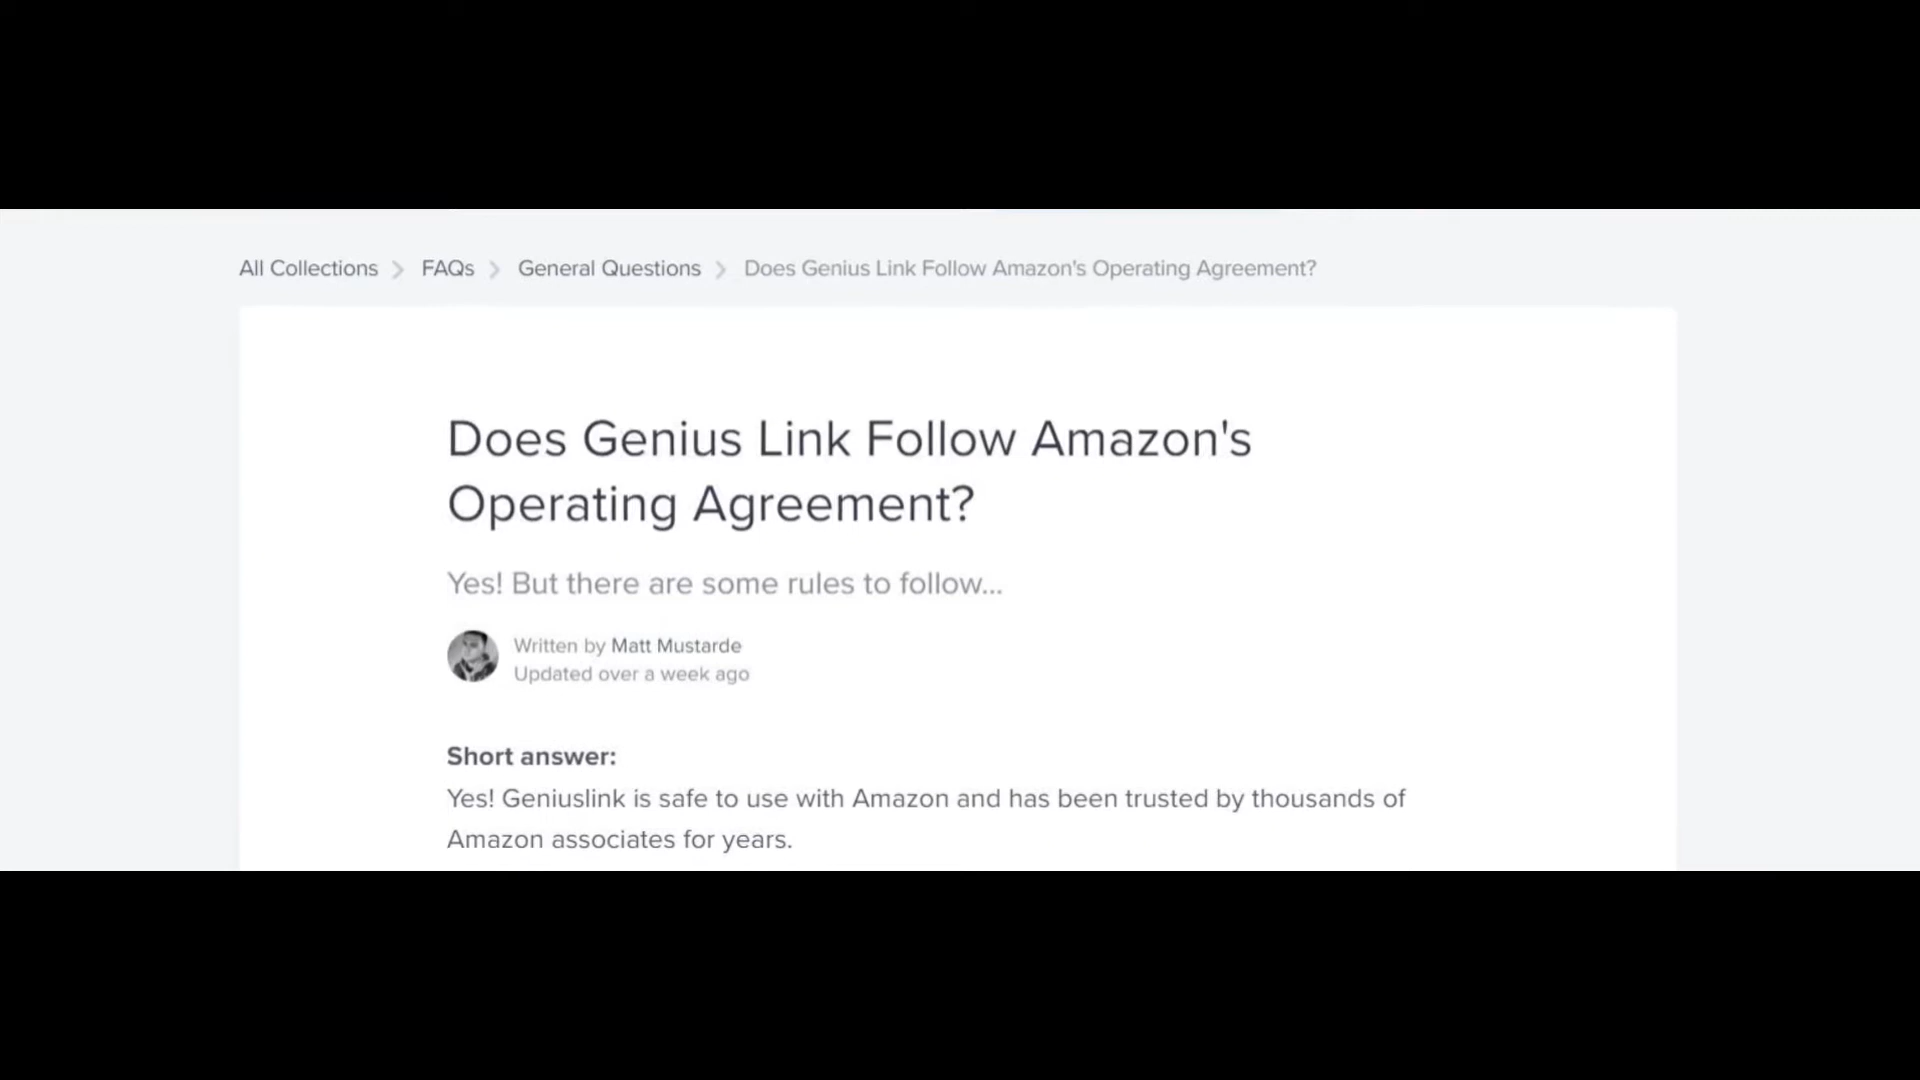 All Collections > FAQs > General Questions > Does Genius Link Follow Amazon's Operating Agreement?
Does Genius Link Follow Amazon's
Operating Agreement?
Yes! But there are some rules to follow...
Written by Matt Mustarde
Updated over a week ago
Short answer:
Yes! Geniuslink is safe to use with Amazon and has been trusted by thousands of
Amazon associates for years.